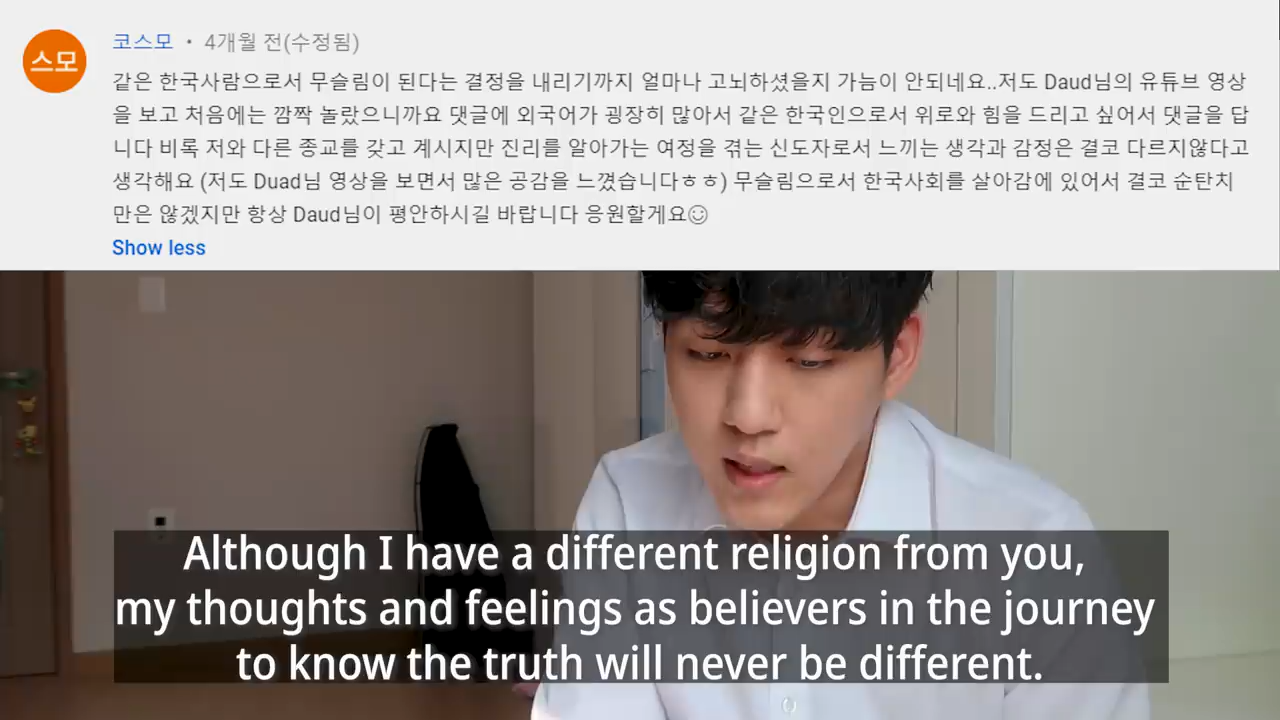 스모
코스모 • 4개월 전(수정됨)
같은 한국사람으로서 무슬림이 된다는 결정을 내리기까지 얼마나 고뇌하셨을지 가늠이 안되네요..저도 Daud님의 유튜브 영상
을 보고 처음에는 깜짝 놀랐으니까요 댓글에 외국어가 굉장히 많아서 같은 한국인으로서 위로와 힘을 드리고 싶어서 댓글을 답
니다 비록 저와 다른 종교를 갖고 계시지만 진리를 알아가는 여정을 겪는 신도자로서 느끼는 생각과 감정은 결코 다르지않다고
생각해요 (저도 Duad님 영상을 보면서 많은 공감을 느꼈습니다ㅎㅎ) 무슬림으로서 한국사회를 살아감에 있어서 결코 순탄치
만은 않겠지만 항상 Daud님이 평안하시길 바랍니다 응원할게요☺
Show less
Although I have a different religion from you,
my thoughts and feelings as believers in the journey
to know the truth will never be different.